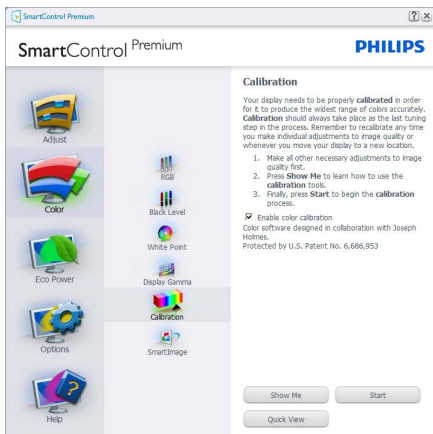 SmartControl Premium
SmartControl Premium
PHILIPS
Adjust
Color
Eco Power
Options
Help
RGB
Black Level
White Point
Display Gamma
Calibration
SmartImage
Calibration
Your display needs to be properly calibrated in order
for it to produce the widest range of colors accurately.
Calibration should always take place as the last tuning
step in the process. Remember to recalibrate any time
you make individual adjustments to image quality or
whenever you move your display to a new location.
1. Make all other necessary adjustments to image
quality first.
2. Press Show Me to learn how to use the
calibration tools.
3. Finally, press Start to begin the calibration
process.
Enable color calibration
Color software designed in collaboration with Joseph
Holmes.
Protected by U.S. Patent No. 6,686,953
Show Me
Start
Quick View